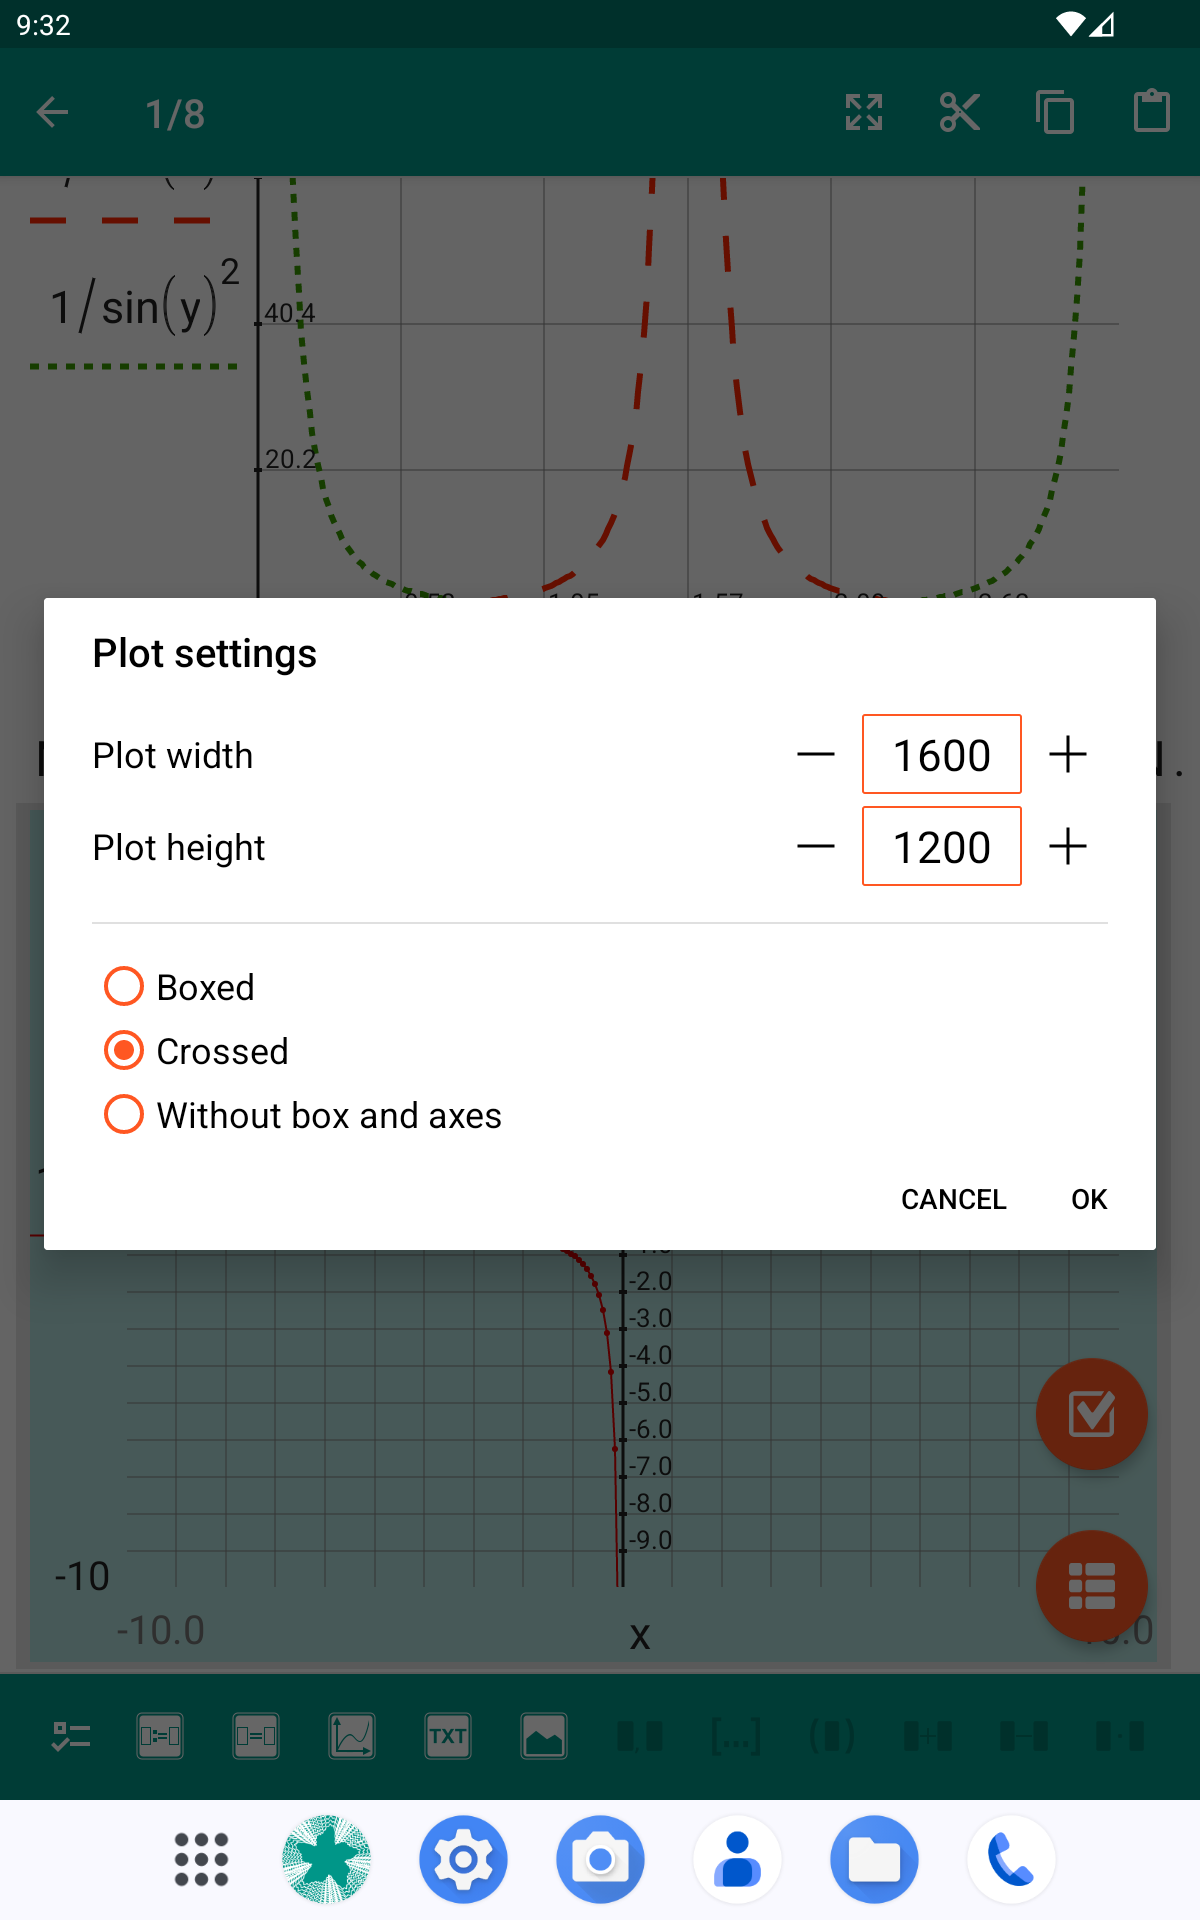 9:32
1/8
1/sin(y)²
40.4
20.2
Plot settings
Plot width
1600
Plot height
1200
Boxed
Crossed
Without box and axes
CANCEL
OK
-2.0
-3.0
-4.0
-5.0
-6.0
-7.0
-8.0
-9.0
-10
-10.0
x
:=
=
TXT
[...]